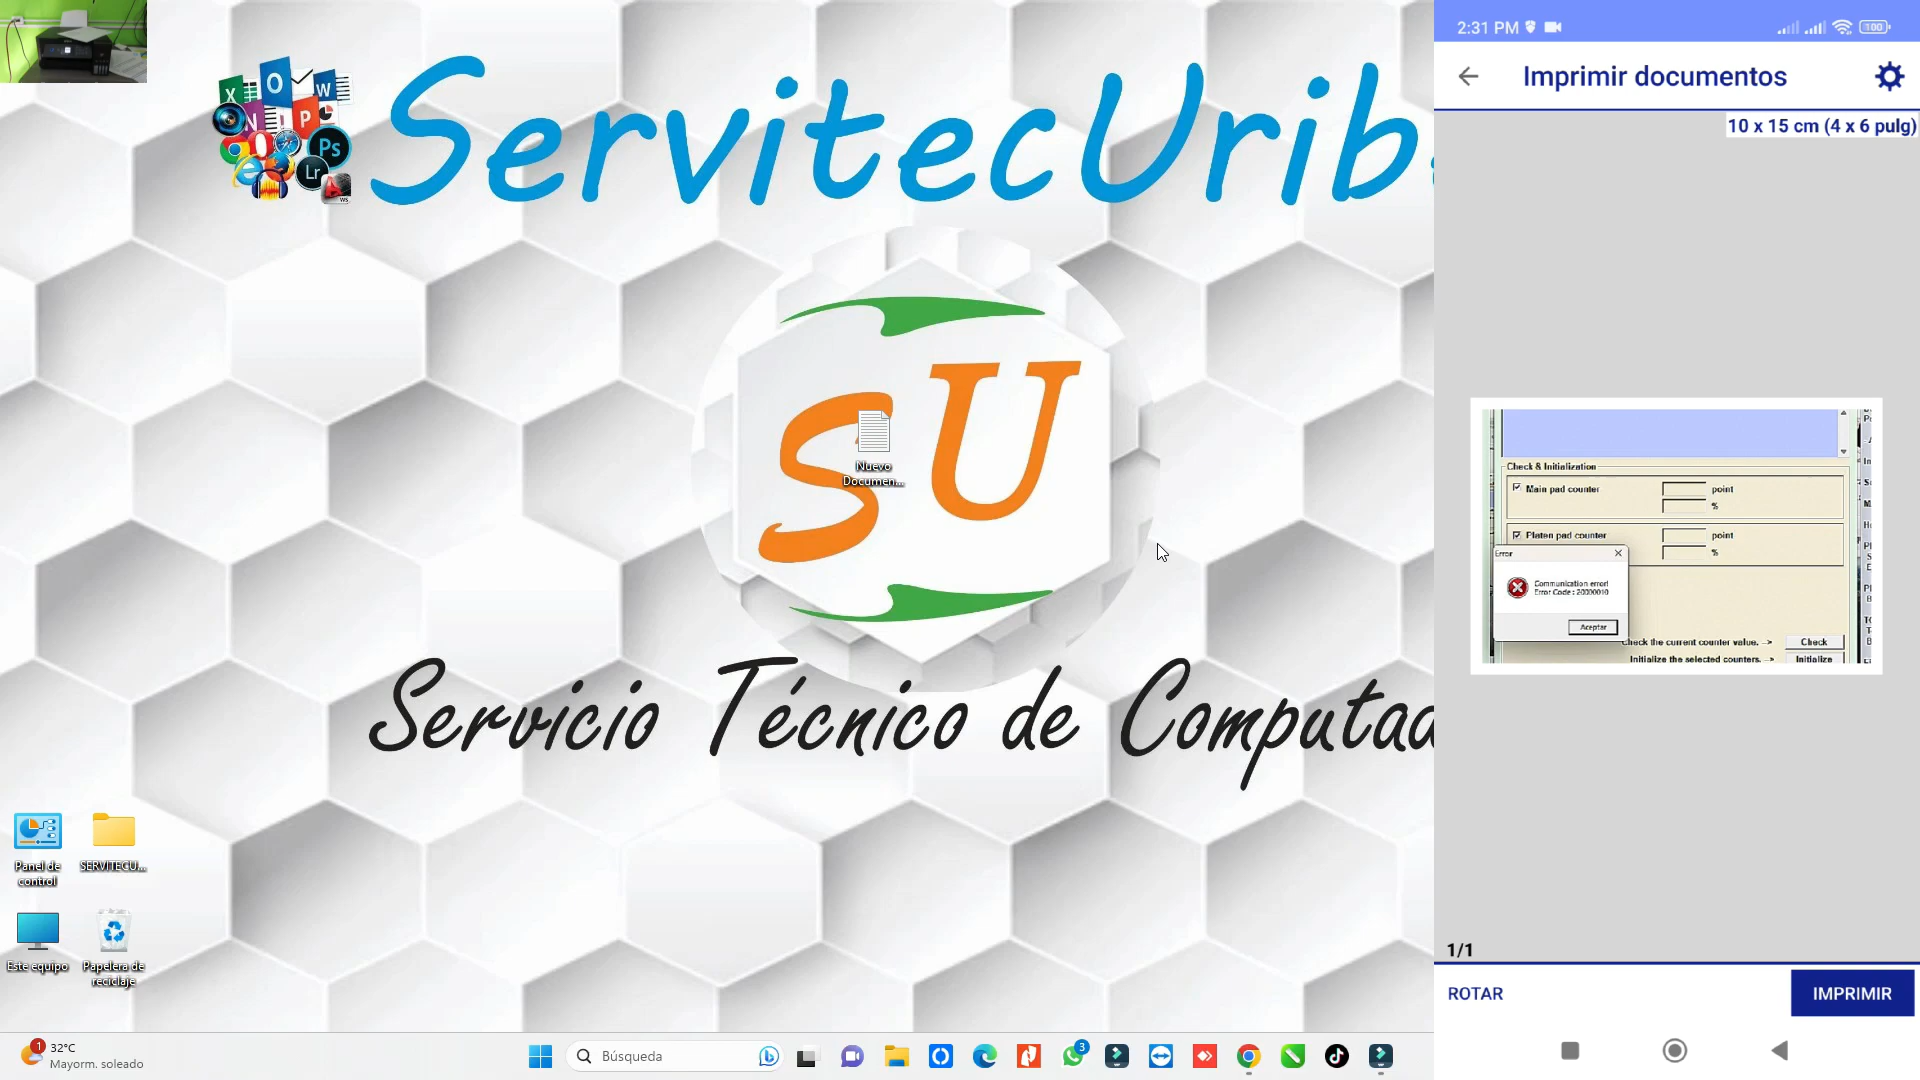 ServitecUrib
SU
Nuevo
Documen...
Servicio Técnico de Computad
Panel de
control
SERVITECU...
Este equipo
Papelera de
reciclaje
1
32°C
Mayorm. soleado
Búsqueda
3
2:31 PM
100
Imprimir documentos
10 x 15 cm (4 x 6 pulg)
Check & Initialization
Main pad counter
point
%
Platen pad counter
point
%
Error
Communication error!
Error Code : 20000010
Aceptar
Check the current counter value. -->
Check
Initialize the selected counters. -->
Initialize
1/1
ROTAR
IMPRIMIR